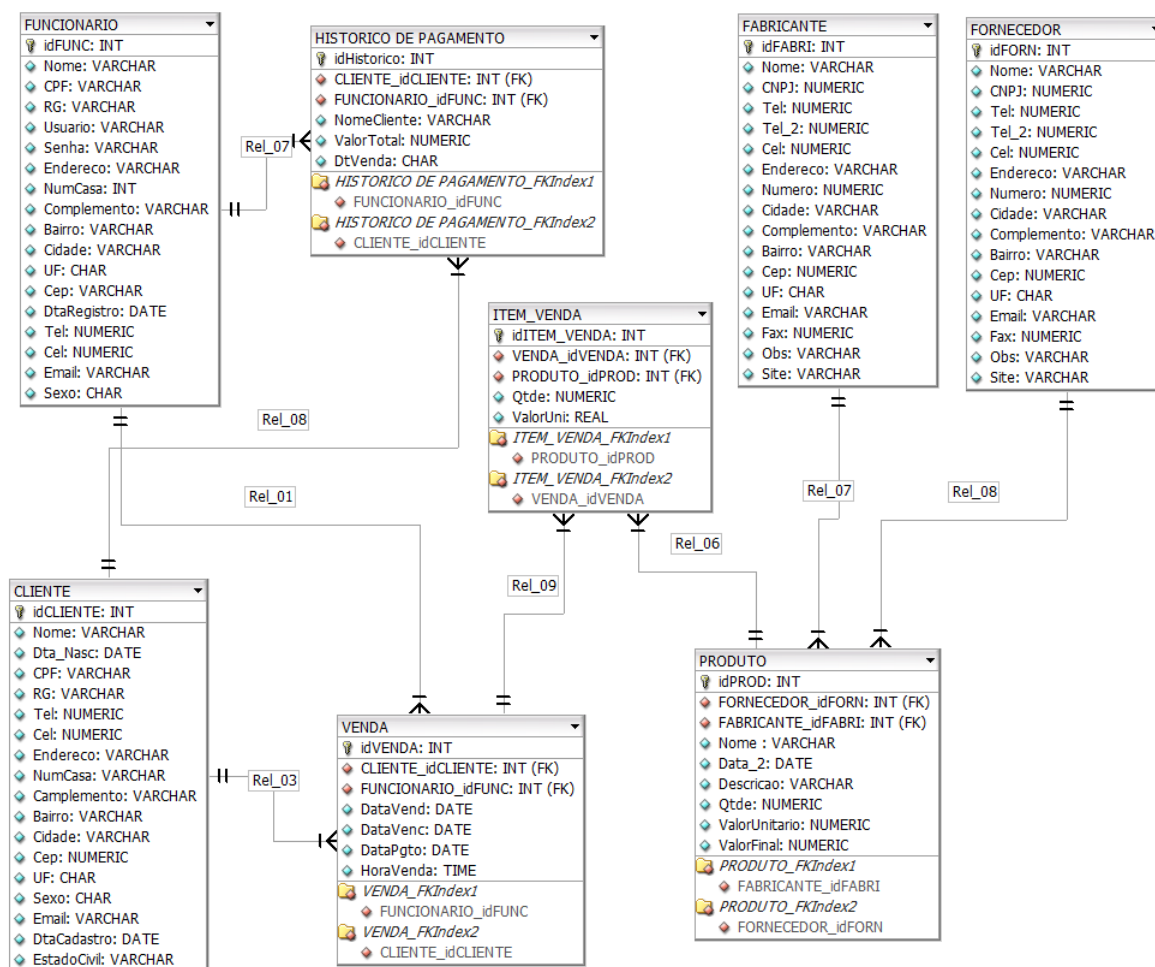 FUNCIONARIO
idFUNC: INT
Nome: VARCHAR
CPF: VARCHAR
RG: VARCHAR
Usuario: VARCHAR
Senha: VARCHAR
Endereco: VARCHAR
NumCasa: INT
Complemento: VARCHAR
Bairro: VARCHAR
Cidade: VARCHAR
UF: CHAR
Cep: VARCHAR
DtaRegistro: DATE
Tel: NUMERIC
Cel: NUMERIC
Email: VARCHAR
Sexo: CHAR
Rel_07
HISTORICO DE PAGAMENTO
idHistorico: INT
CLIENTE_idCLIENTE: INT (FK)
FUNCIONARIO_idFUNC: INT (FK)
NomeCliente: VARCHAR
ValorTotal: NUMERIC
DtVenda: CHAR
HISTORICO DE PAGAMENTO_FKIndex1
FUNCIONARIO_idFUNC
HISTORICO DE PAGAMENTO_FKIndex2
CLIENTE_idCLIENTE
FABRICANTE
idFABRI: INT
Nome: VARCHAR
CNPJ: NUMERIC
Tel: NUMERIC
Tel_2: NUMERIC
Cel: NUMERIC
Endereco: VARCHAR
Numero: NUMERIC
Cidade: VARCHAR
Complemento: VARCHAR
Bairro: VARCHAR
Cep: NUMERIC
UF: CHAR
Email: VARCHAR
Fax: NUMERIC
Obs: VARCHAR
Site: VARCHAR
FORNECEDOR
idFORN: INT
Nome: VARCHAR
CNPJ: NUMERIC
Tel: NUMERIC
Tel_2: NUMERIC
Cel: NUMERIC
Endereco: VARCHAR
Numero: NUMERIC
Cidade: VARCHAR
Complemento: VARCHAR
Bairro: VARCHAR
Cep: NUMERIC
UF: CHAR
Email: VARCHAR
Fax: NUMERIC
Obs: VARCHAR
Site: VARCHAR
ITEM_VENDA
idITEM_VENDA: INT
VENDA_idVENDA: INT (FK)
PRODUTO_idPROD: INT (FK)
Qtde: NUMERIC
ValorUni: REAL
ITEM_VENDA_FKIndex1
PRODUTO_idPROD
ITEM_VENDA_FKIndex2
VENDA_idVENDA
Rel_08
Rel_01
Rel_07
Rel_08
Rel_06
Rel_09
CLIENTE
idCLIENTE: INT
Nome: VARCHAR
Dta_Nasc: DATE
CPF: VARCHAR
RG: VARCHAR
Tel: NUMERIC
Cel: NUMERIC
Endereco: VARCHAR
NumCasa: VARCHAR
Camplemento: VARCHAR
Bairro: VARCHAR
Cidade: VARCHAR
Cep: NUMERIC
UF: CHAR
Sexo: CHAR
Email: VARCHAR
DtaCadastro: DATE
EstadoCivil: VARCHAR
Rel_03
VENDA
idVENDA: INT
CLIENTE_idCLIENTE: INT (FK)
FUNCIONARIO_idFUNC: INT (FK)
DataVend: DATE
DataVenc: DATE
DataPgto: DATE
HoraVenda: TIME
VENDA_FKIndex1
FUNCIONARIO_idFUNC
VENDA_FKIndex2
CLIENTE_idCLIENTE
PRODUTO
idPROD: INT
FORNECEDOR_idFORN: INT (FK)
FABRICANTE_idFABRI: INT (FK)
Nome : VARCHAR
Data_2: DATE
Descricao: VARCHAR
Qtde: NUMERIC
ValorUnitario: NUMERIC
ValorFinal: NUMERIC
PRODUTO_FKIndex1
FABRICANTE_idFABRI
PRODUTO_FKIndex2
FORNECEDOR_idFORN